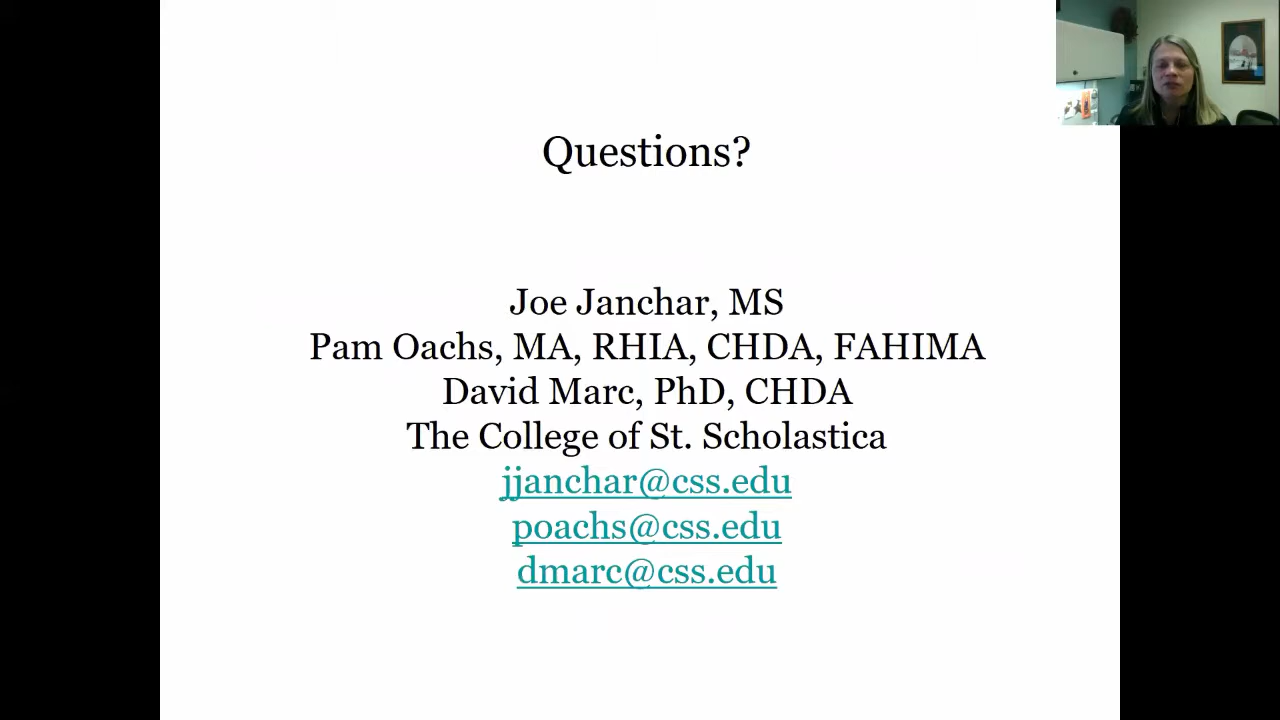 Questions?
Joe Janchar, MS
Pam Oachs, MA, RHIA, CHDA, FAHIMA
David Marc, PhD, CHDA
The College of St. Scholastica
jjanchar@css.edu
poachs@css.edu
dmarc@css.edu